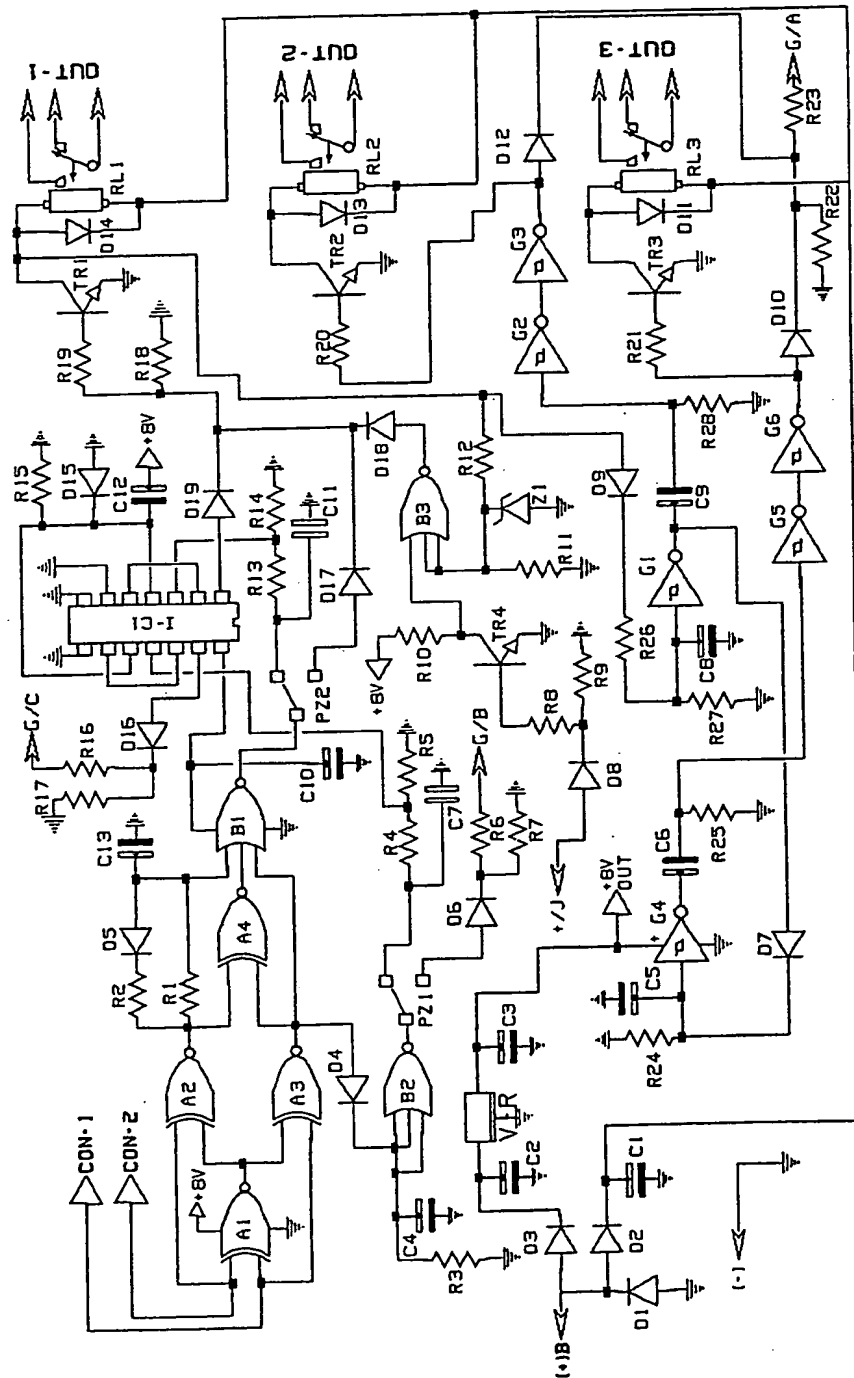 CON·1
CON·2
+8V
A1
A2
A3
A4
R1
R2
D5
C13
R17
R16
G/C
D16
I-C1
R15
D15
C12
+8V
D19
R18
R19
TR1
D14
RL1
OUT-1
B1
C10
PZ2
R13
R14
C11
D17
D18
R20
TR2
D13
RL2
OUT-2
D4
B2
C4
R3
PZ1
R4
R5
C7
D6
R6
R7
G/B
+8V
R10
TR4
R8
R9
D8
+/J
B3
R12
Z1
R11
G2
G3
D12
D9
R26
G1
C8
R27
C9
R28
R21
TR3
D11
RL3
OUT-3
(+)B
D1
D2
D3
C1
C2
V-R
C3
+8V
OUT
G4
+
C5
R24
C6
R25
D7
G5
G6
D10
R22
R23
G/A
(-)